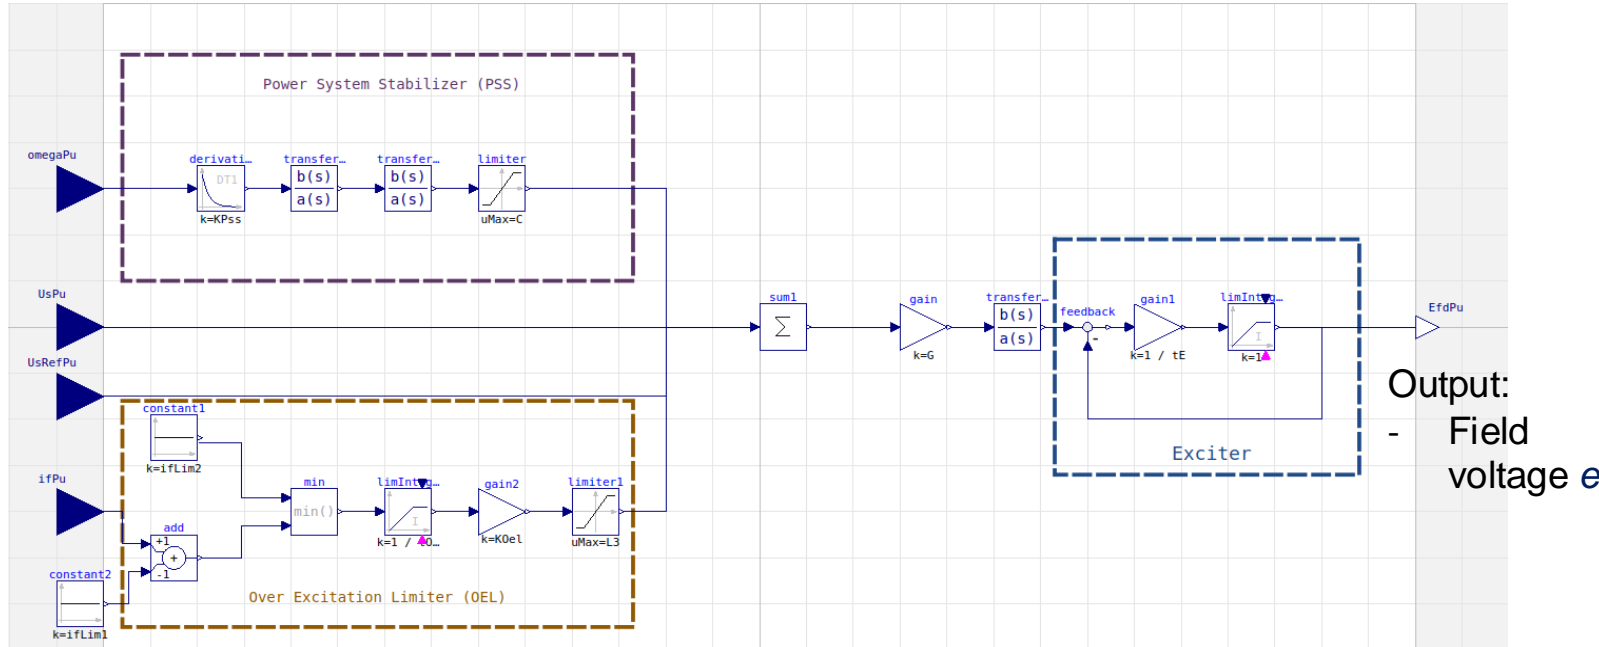 Power System Stabilizer (PSS)
omegaPu
derivati…
transfer…
transfer…
limiter
DT1
b(s)
a(s)
b(s)
a(s)
k=KPss
uMax=C
UsPu
sum1
Σ
gain
k=G
transfer…
b(s)
a(s)
feedback
-
gain1
k=1 / tE
limInteg…
I
k=1
EfdPu
UsRefPu
Exciter
Output:
- Field
voltage e
constant1
k=ifLim2
ifPu
min
min()
limInteg…
I
gain2
k=KOel
limiter1
uMax=L3
add
+1
+
-1
constant2
k=ifLim1
Over Excitation Limiter (OEL)